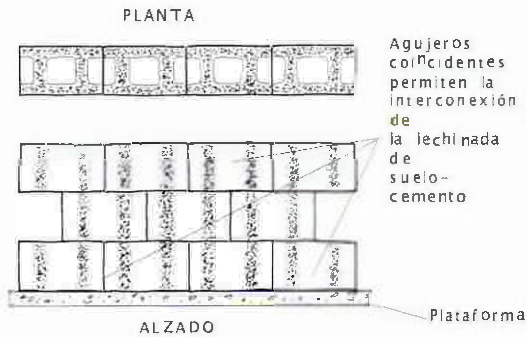 PLANTA
Agujeros
coincidentes
permiten la
interconexión
de
la lechinada
de
suelo-
cemento
Plataforma
ALZADO